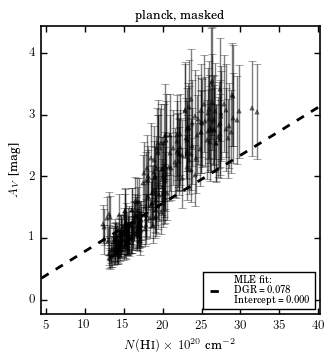 planck, masked
4
3
2
1
0
A_V [mag]
5 10 15 20 25 30 35 40
N(HI) × 10^20 cm^−2
MLE fit:
DGR = 0.078
Intercept = 0.000